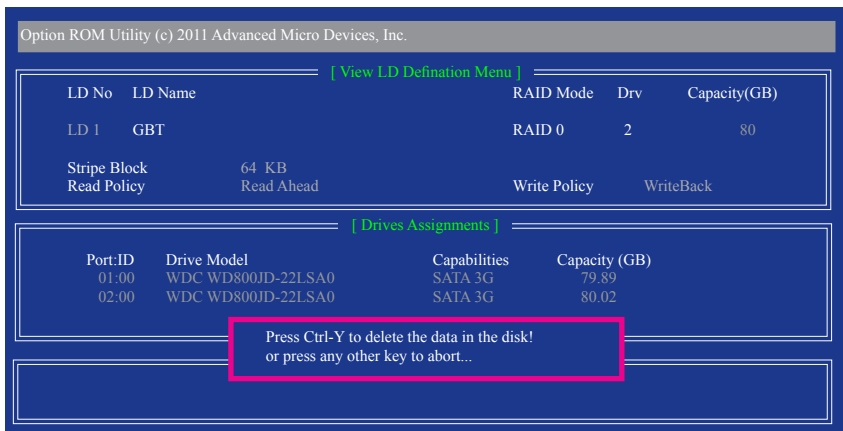 Option ROM Utility (c) 2011 Advanced Micro Devices, Inc.
[ View LD Defination Menu ]
LD No LD Name RAID Mode Drv Capacity(GB)
LD 1 GBT RAID 0 2 80
Stripe Block 64 KB
Read Policy Read Ahead Write Policy WriteBack
[ Drives Assignments ]
Port:ID Drive Model Capabilities Capacity (GB)
01:00 WDC WD800JD-22LSA0 SATA 3G 79.89
02:00 WDC WD800JD-22LSA0 SATA 3G 80.02
Press Ctrl-Y to delete the data in the disk!
or press any other key to abort...